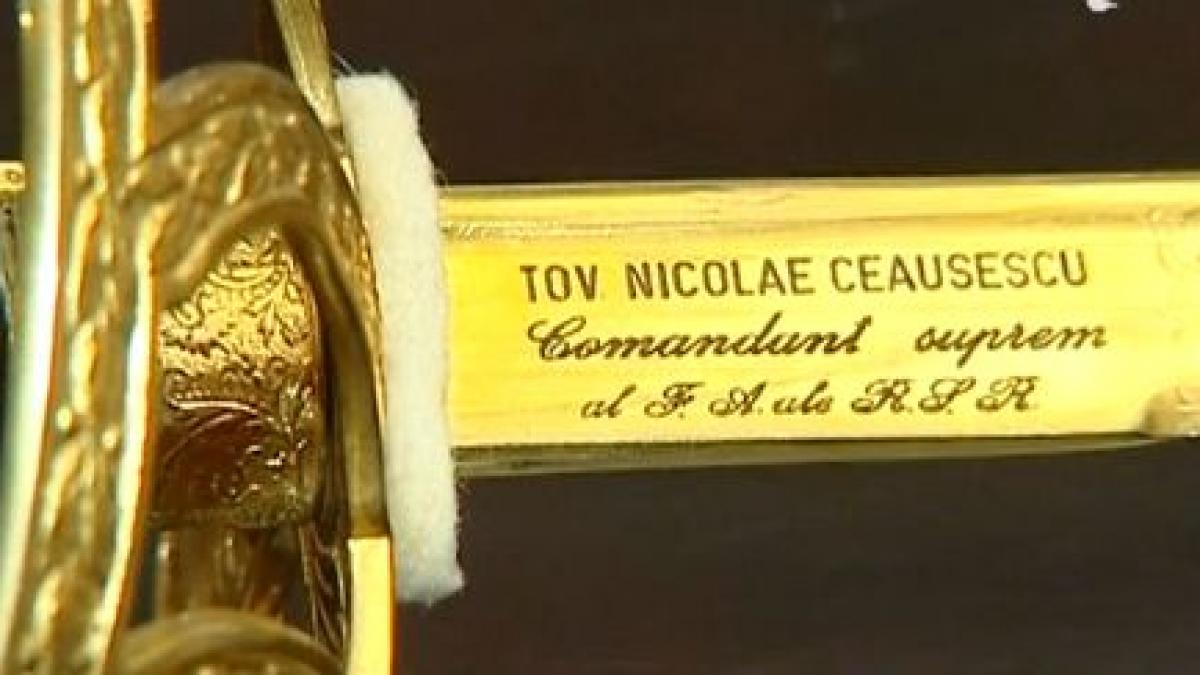 TOV. NICOLAE CEAUSESCU
Comandant suprem
al F. A. ale R. S. R.